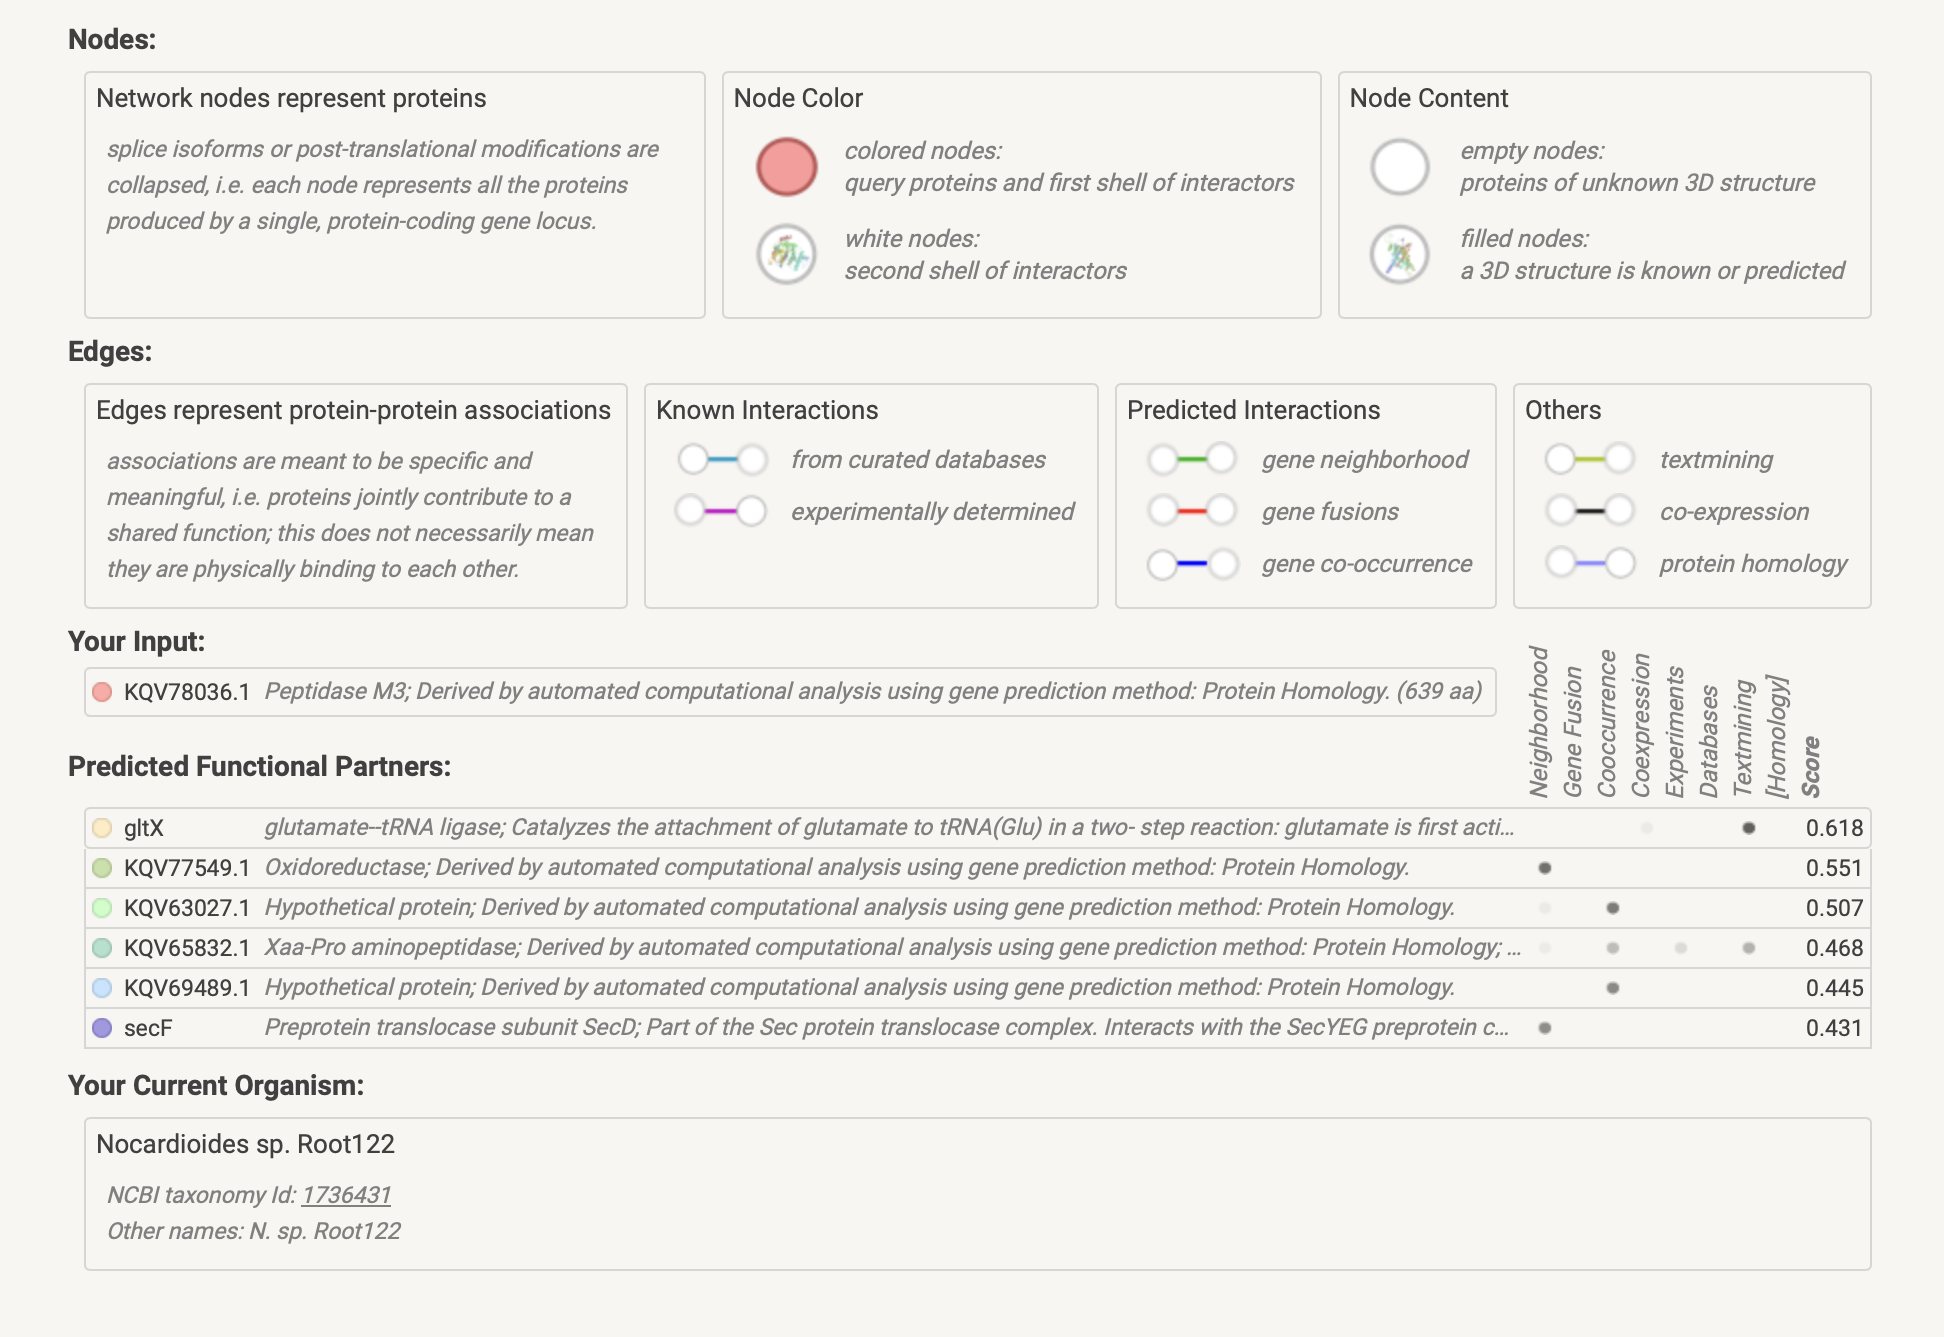 Nodes:
Network nodes represent proteins
splice isoforms or post-translational modifications are
collapsed, i.e. each node represents all the proteins
produced by a single, protein-coding gene locus.
Node Color
colored nodes:
query proteins and first shell of interactors
white nodes:
second shell of interactors
Node Content
empty nodes:
proteins of unknown 3D structure
filled nodes:
a 3D structure is known or predicted
Edges:
Edges represent protein-protein associations
associations are meant to be specific and
meaningful, i.e. proteins jointly contribute to a
shared function; this does not necessarily mean
they are physically binding to each other.
Known Interactions
from curated databases
experimentally determined
Predicted Interactions
gene neighborhood
gene fusions
gene co-occurrence
Others
textmining
co-expression
protein homology
Your Input:
KQV78036.1 Peptidase M3; Derived by automated computational analysis using gene prediction method: Protein Homology. (639 aa)
Neighborhood
Gene Fusion
Cooccurrence
Coexpression
Experiments
Databases
Textmining
[Homology]
Score
Predicted Functional Partners:
gltX glutamate--tRNA ligase; Catalyzes the attachment of glutamate to tRNA(Glu) in a two- step reaction: glutamate is first acti... 0.618
KQV77549.1 Oxidoreductase; Derived by automated computational analysis using gene prediction method: Protein Homology. 0.551
KQV63027.1 Hypothetical protein; Derived by automated computational analysis using gene prediction method: Protein Homology. 0.507
KQV65832.1 Xaa-Pro aminopeptidase; Derived by automated computational analysis using gene prediction method: Protein Homology; ... 0.468
KQV69489.1 Hypothetical protein; Derived by automated computational analysis using gene prediction method: Protein Homology. 0.445
secF Preprotein translocase subunit SecD; Part of the Sec protein translocase complex. Interacts with the SecYEG preprotein c... 0.431
Your Current Organism:
Nocardioides sp. Root122
NCBI taxonomy Id: 1736431
Other names: N. sp. Root122